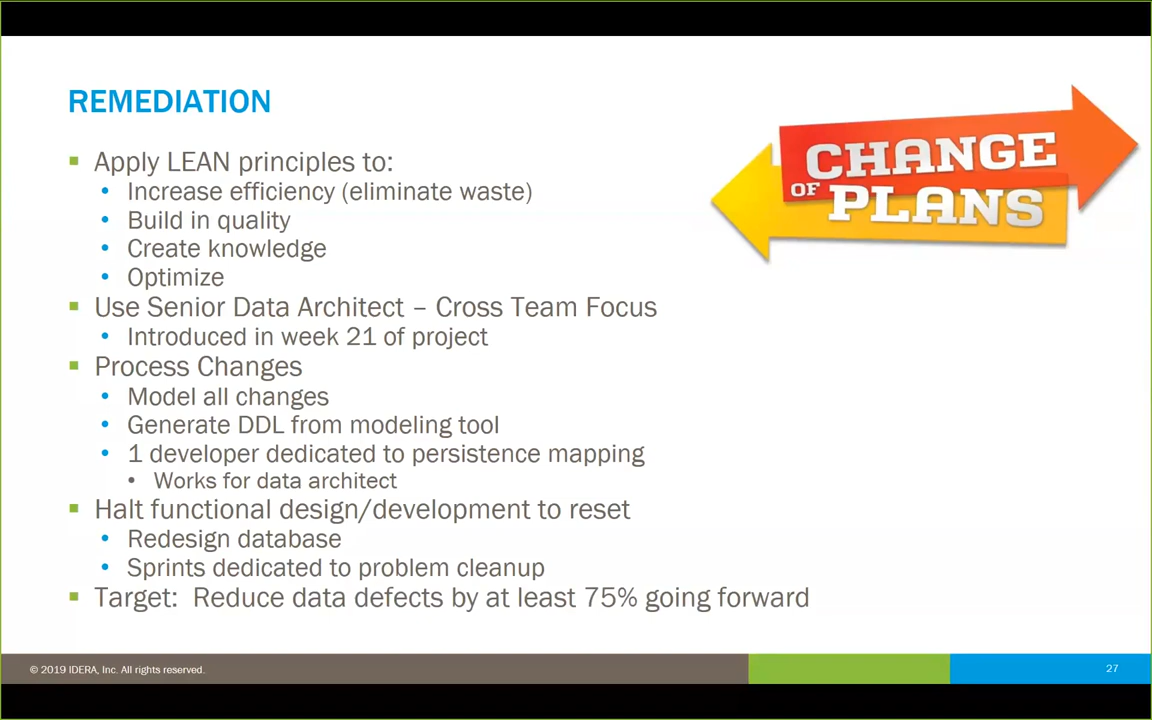 REMEDIATION
Apply LEAN principles to:
Increase efficiency (eliminate waste)
Build in quality
Create knowledge
Optimize
Use Senior Data Architect – Cross Team Focus
Introduced in week 21 of project
Process Changes
Model all changes
Generate DDL from modeling tool
1 developer dedicated to persistence mapping
Works for data architect
Halt functional design/development to reset
Redesign database
Sprints dedicated to problem cleanup
Target:  Reduce data defects by at least 75% going forward
CHANGE
OF PLANS
© 2019 IDERA, Inc. All rights reserved.
27